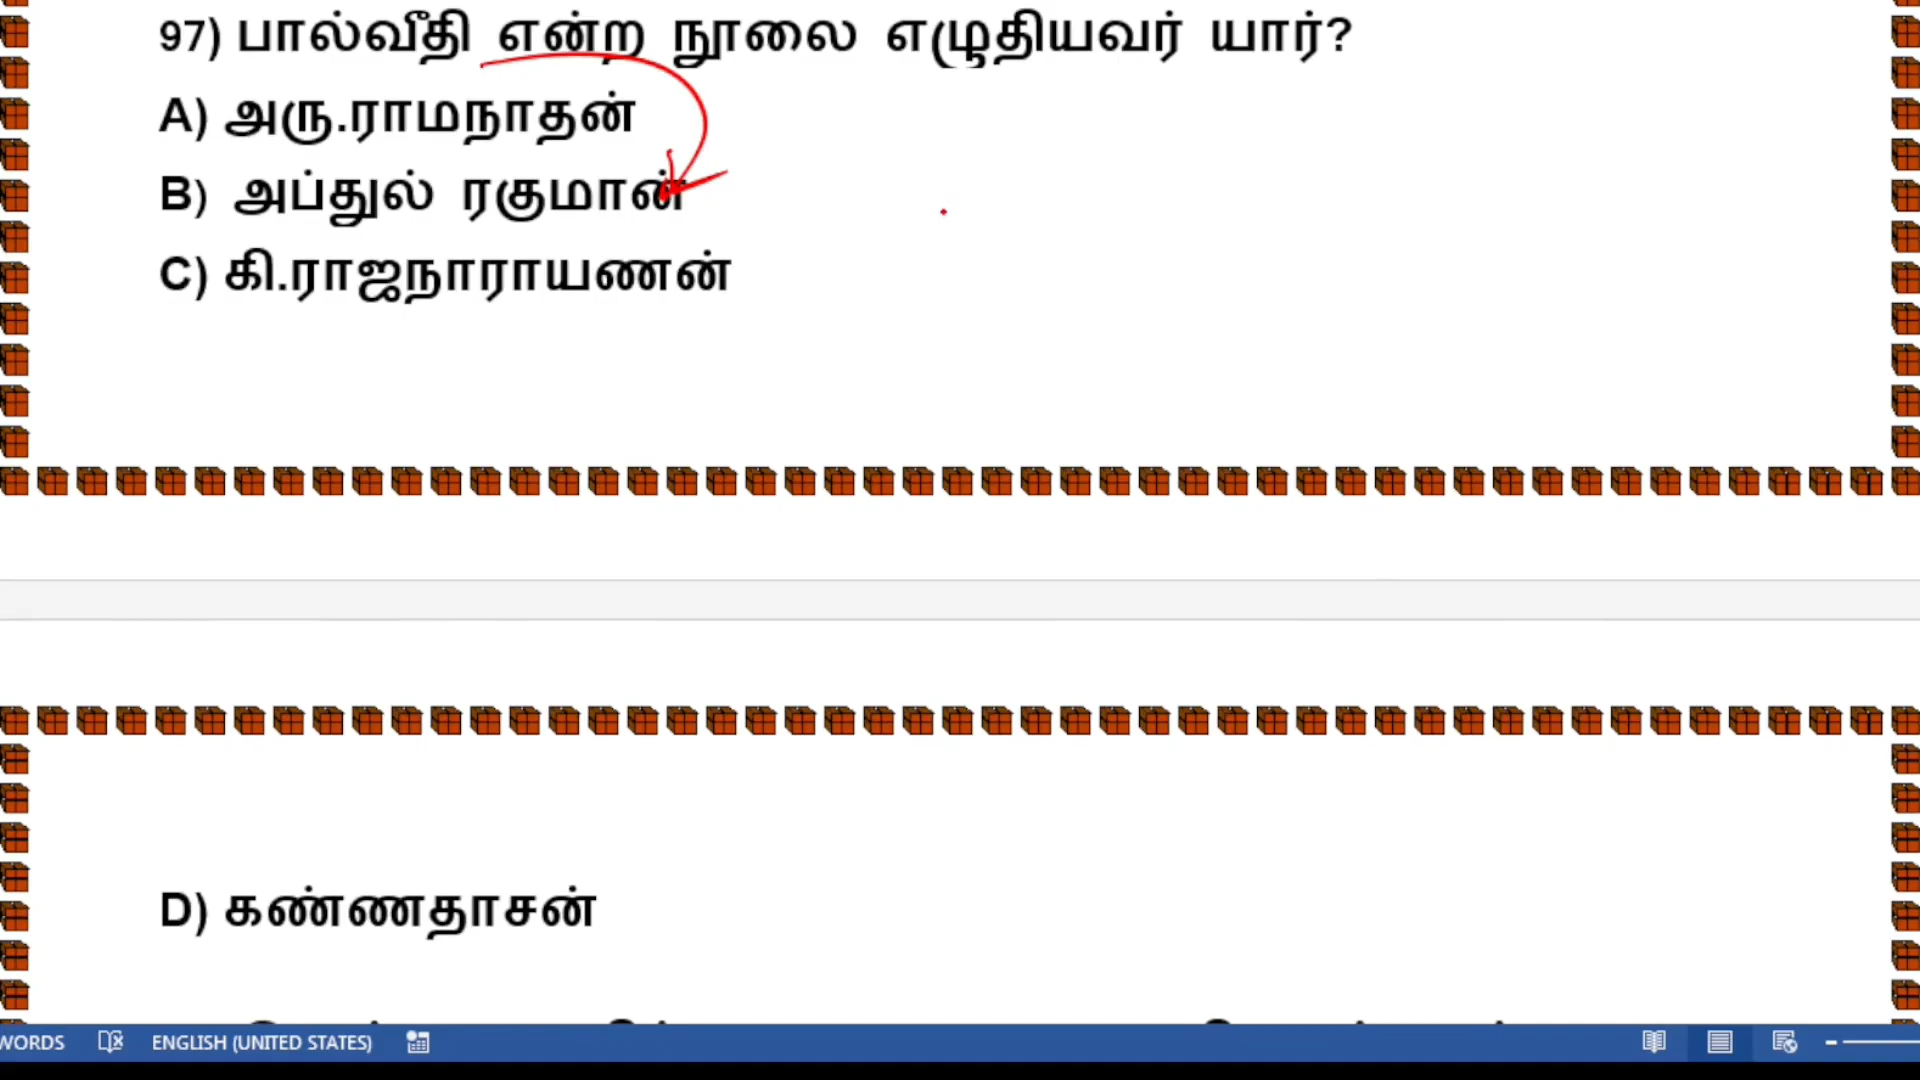 97) பால்வீதி என்ற நூலை எழுதியவர் யார்?
A) அரு.ராமநாதன்
B) அப்துல் ரகுமான்
C) கி.ராஜநாராயணன்
D) கண்ணதாசன்
WORDS ENGLISH (UNITED STATES)